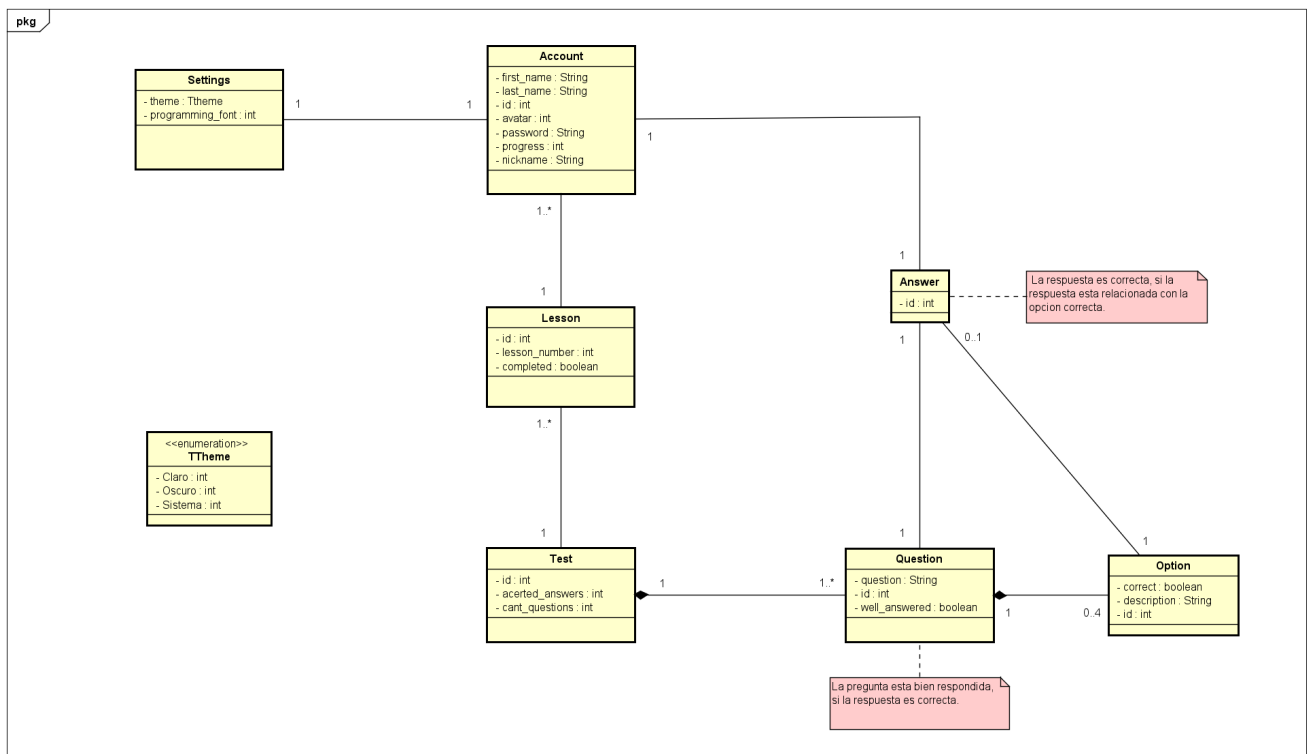 pkg
Settings
- theme : Ttheme
- programming_font : int
1
1
Account
- first_name : String
- last_name : String
- id : int
- avatar : int
- password : String
- progress : int
- nickname : String
1
1
1..*
1
Lesson
- id : int
- lesson_number : int
- completed : boolean
1..*
1
Answer
- id : int
La respuesta es correcta, si la
respuesta esta relacionada con la
opcion correcta.
1
0..1
1
1
<<enumeration>>
TTheme
- Claro : int
- Oscuro : int
- Sistema : int
Test
- id : int
- acerted_answers : int
- cant_questions : int
1
1..*
Question
- question : String
- id : int
- well_answered : boolean
1
0..4
Option
- correct : boolean
- description : String
- id : int
La pregunta esta bien respondida,
si la respuesta es correcta.